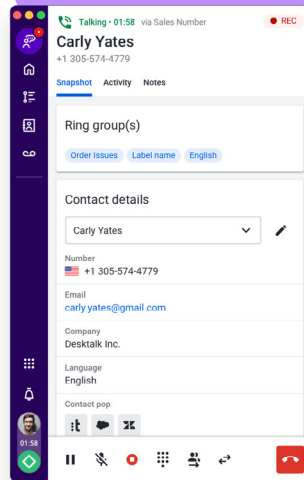 Talking • 01:58 via Sales Number
REC
Carly Yates
+1 305-574-4779
Snapshot Activity Notes
Ring group(s)
Order Issues Label name English
Contact details
Carly Yates
Number
+1 305-574-4779
Email
carly.yates@gmail.com
Company
Desktalk Inc.
Language
English
Contact pop
:t
01:58